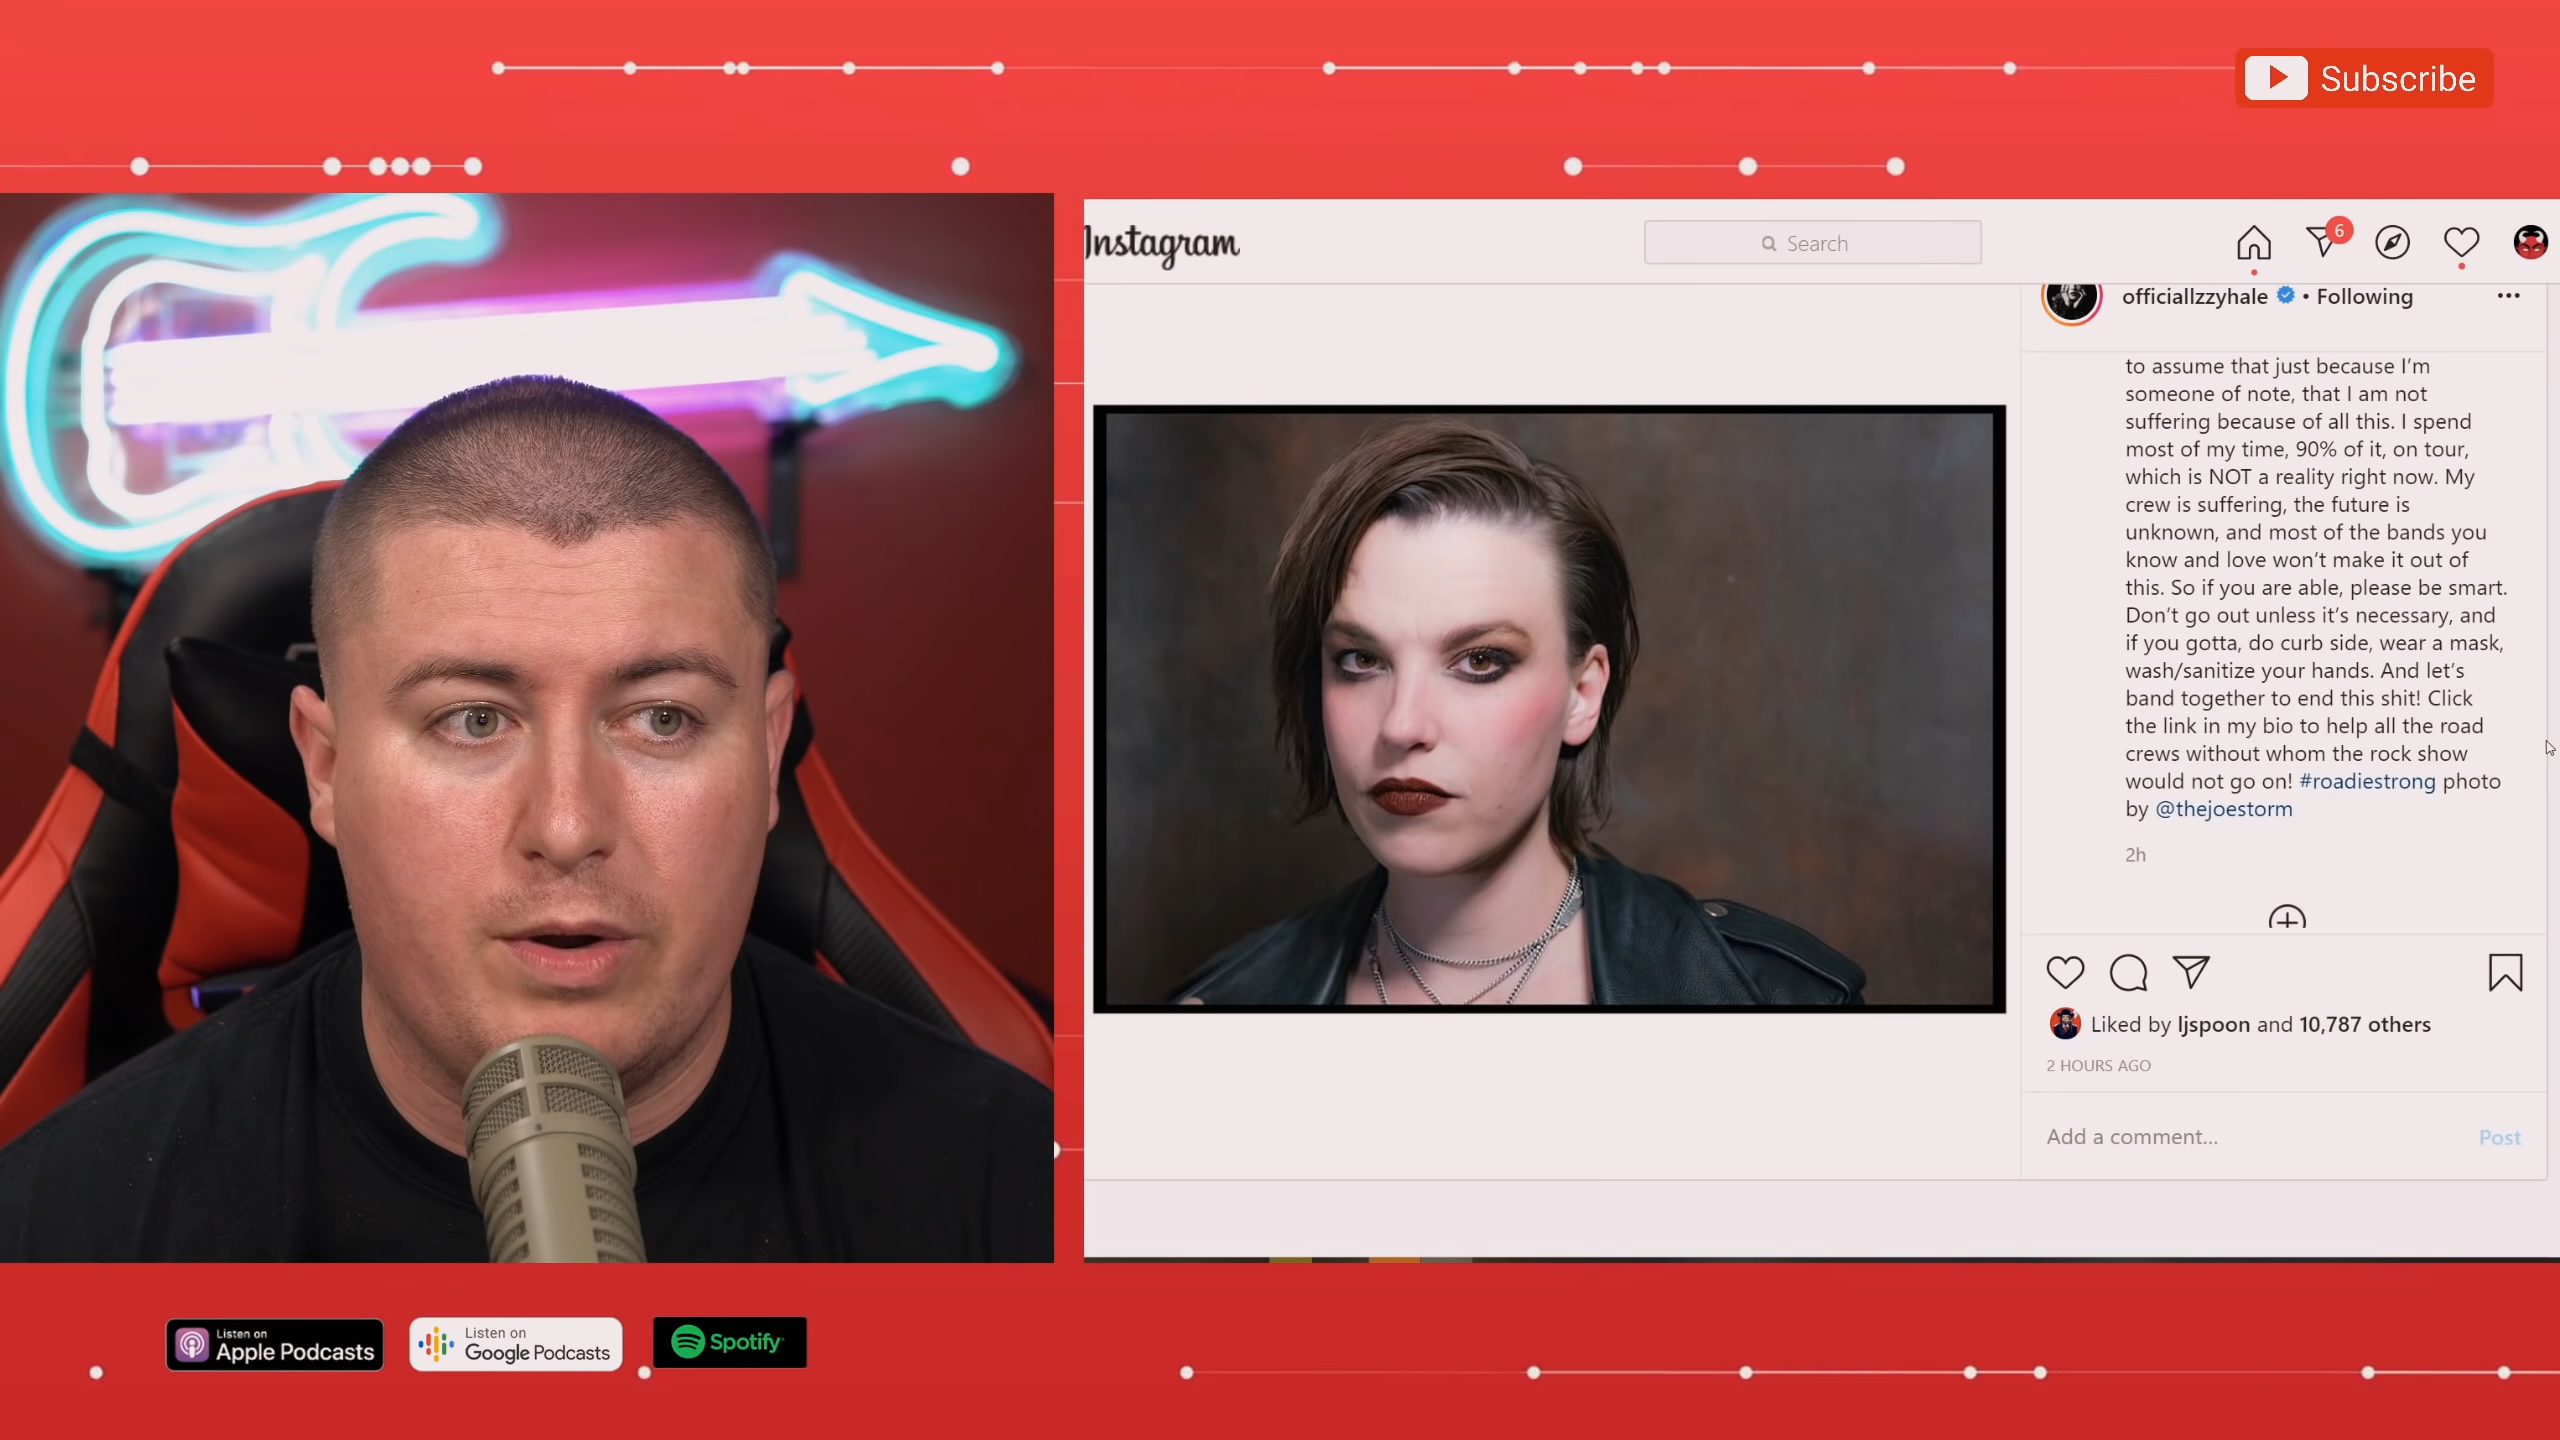 Subscribe
Instagram
Search
6
officiallzzyhale • Following
to assume that just because I'm
someone of note, that I am not
suffering because of all this. I spend
most of my time, 90% of it, on tour,
which is NOT a reality right now. My
crew is suffering, the future is
unknown, and most of the bands you
know and love won't make it out of
this. So if you are able, please be smart.
Don't go out unless it's necessary, and
if you gotta, do curb side, wear a mask,
wash/sanitize your hands. And let's
band together to end this shit! Click
the link in my bio to help all the road
crews without whom the rock show
would not go on! #roadiestrong photo
by @thejoestorm
2h
Liked by ljspoon and 10,787 others
2 HOURS AGO
Add a comment...
Post
Listen on
Apple Podcasts
Listen on
Google Podcasts
Spotify